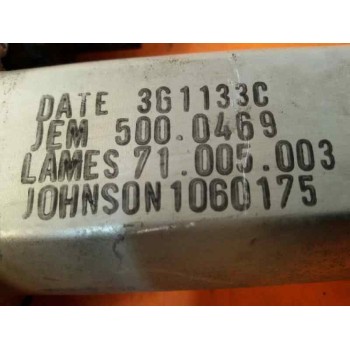 DATE 3G1133C
JEM 500.0469
LAMES 71.005.003
JOHNSON 1060175